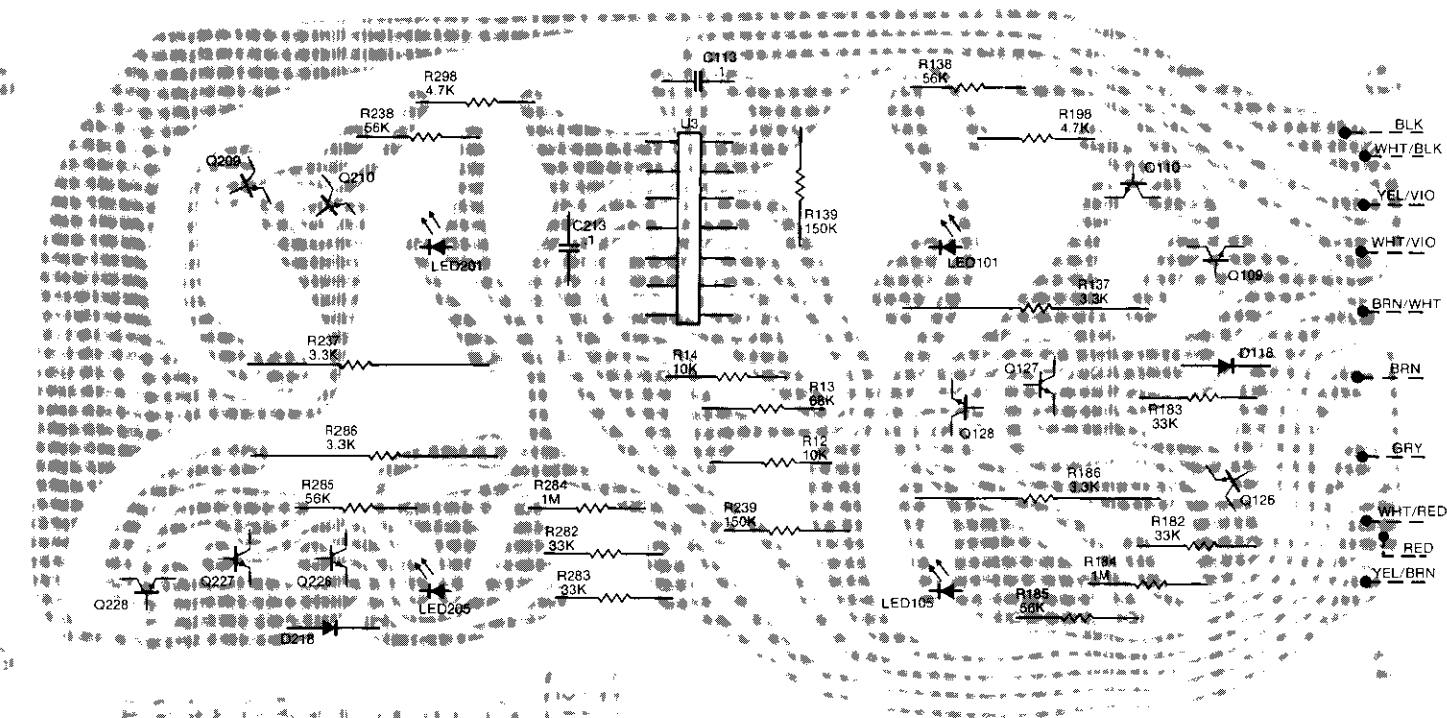 C113
.1
R138
56K
R298
4.7K
R238
56K
U3
R198
4.7K
BLK
WHT/BLK
Q209
Q210
Q110
YEL/VIO
R139
150K
C213
.1
WHT/VIO
LED201
LED101
Q109
R137
3.3K
BRN/WHT
R237
3.3K
R14
10K
Q127
D118
BRN
R13
68K
R183
33K
Q128
R286
3.3K
R12
10K
GRY
R285
56K
R284
1M
R186
3.3K
Q126
R239
150K
WHT/RED
R282
33K
R182
33K
RED
Q227
Q226
R283
33K
R184
1M
YEL/BRN
Q228
LED205
LED105
R185
56K
D218